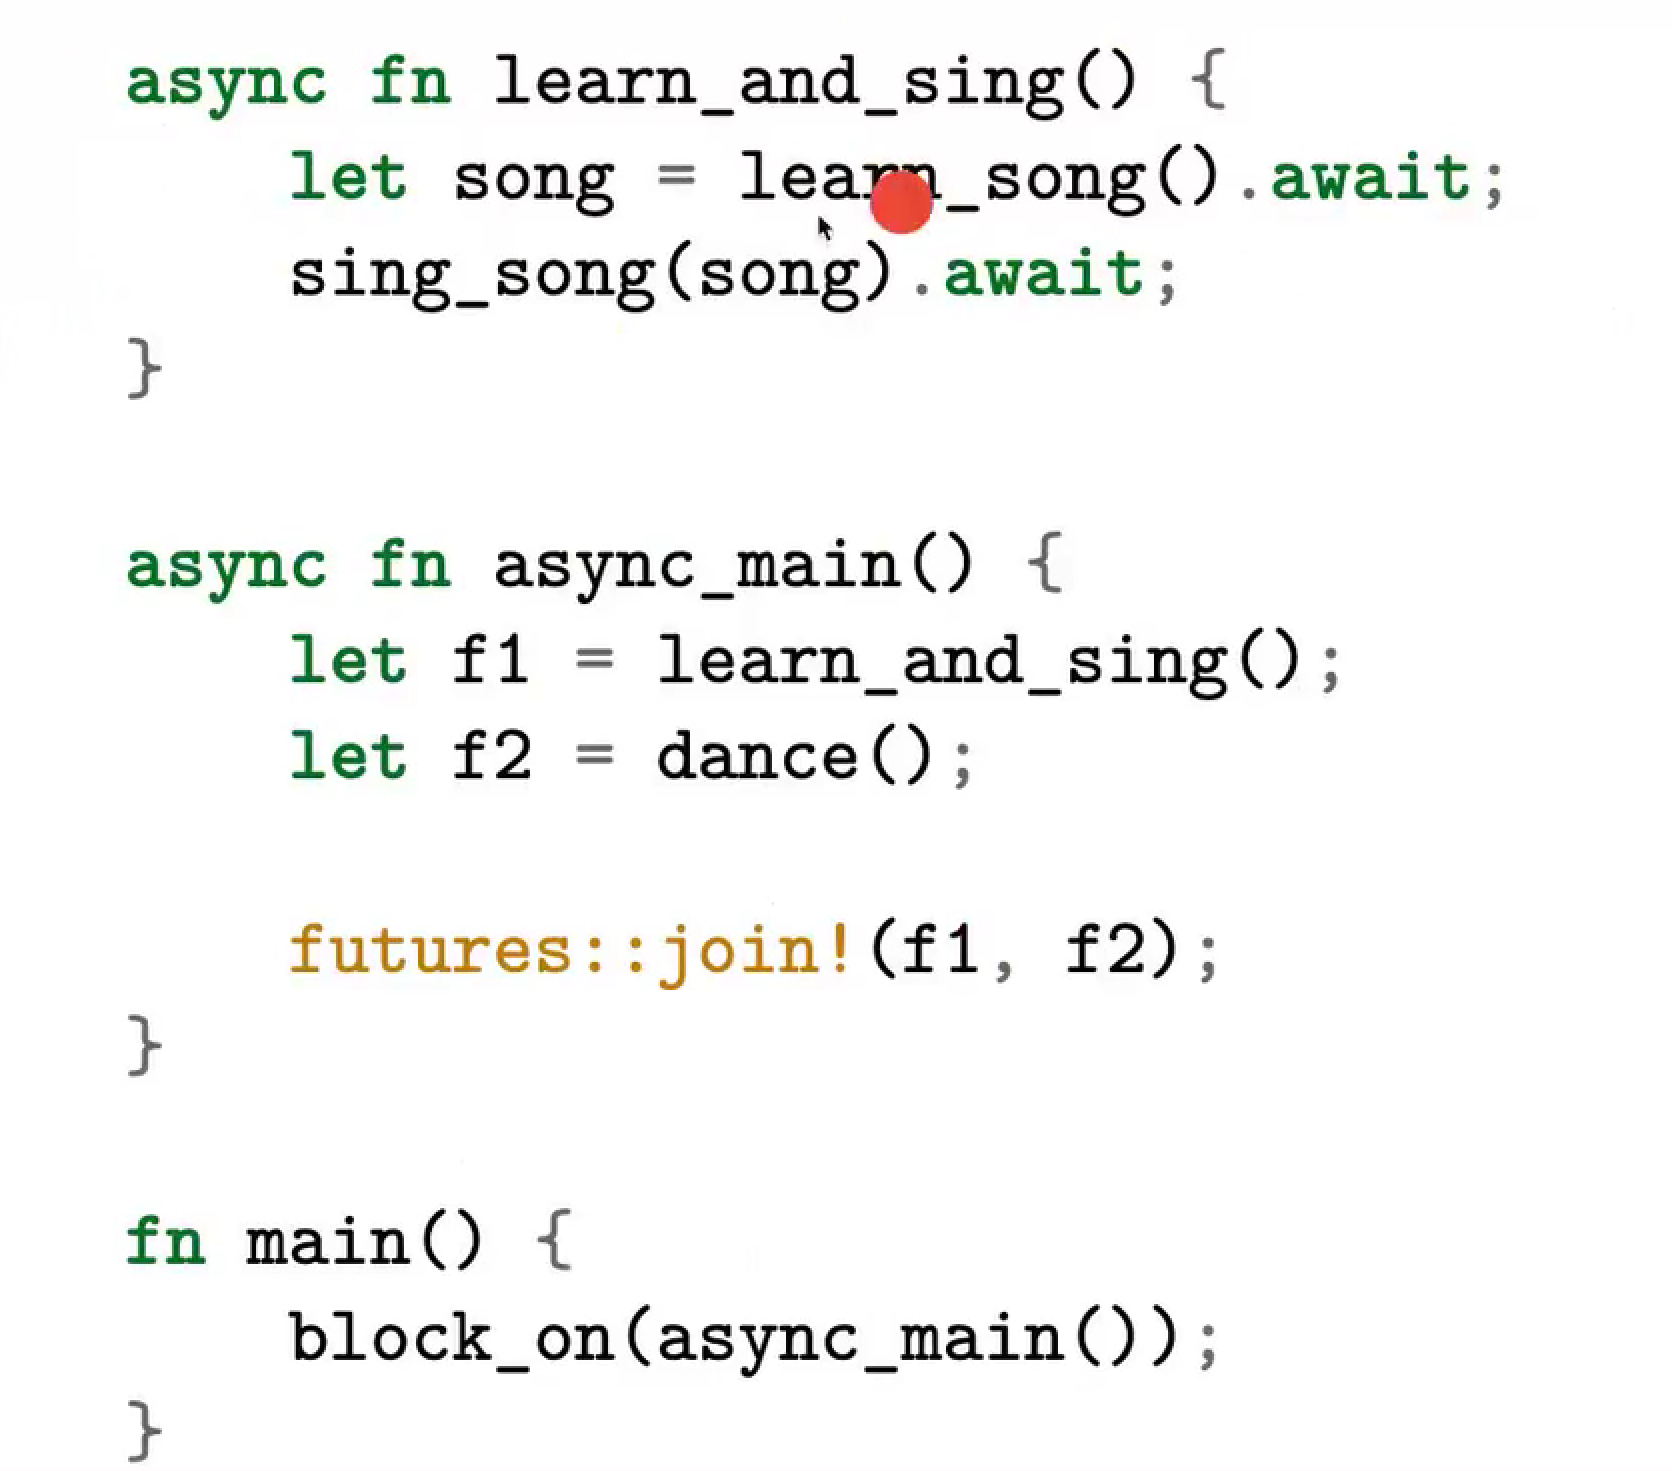 async fn learn_and_sing() {
    let song = learn_song().await;
    sing_song(song).await;
}
async fn async_main() {
    let f1 = learn_and_sing();
    let f2 = dance();
    futures::join!(f1, f2);
}
fn main() {
    block_on(async_main());
}